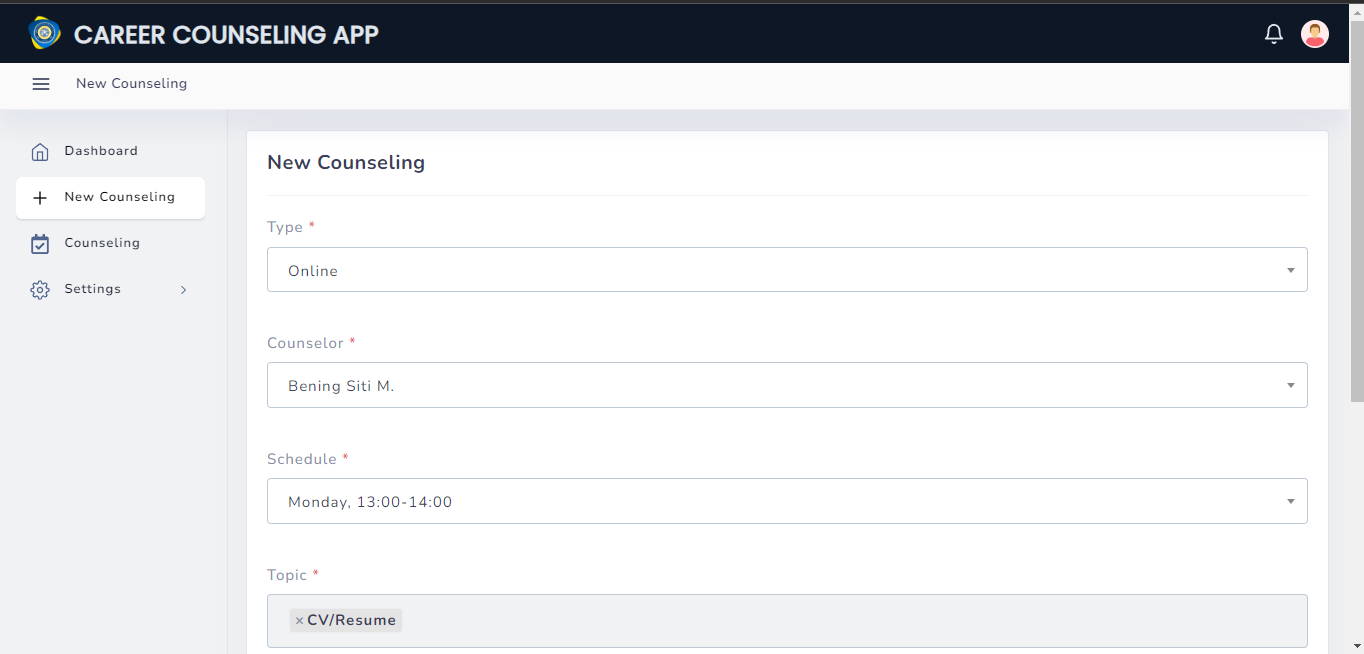 CAREER COUNSELING APP
New Counseling
Dashboard
New Counseling
Counseling
Settings
New Counseling
Type *
Online
Counselor *
Bening Siti M.
Schedule *
Monday, 13:00-14:00
Topic *
× CV/Resume